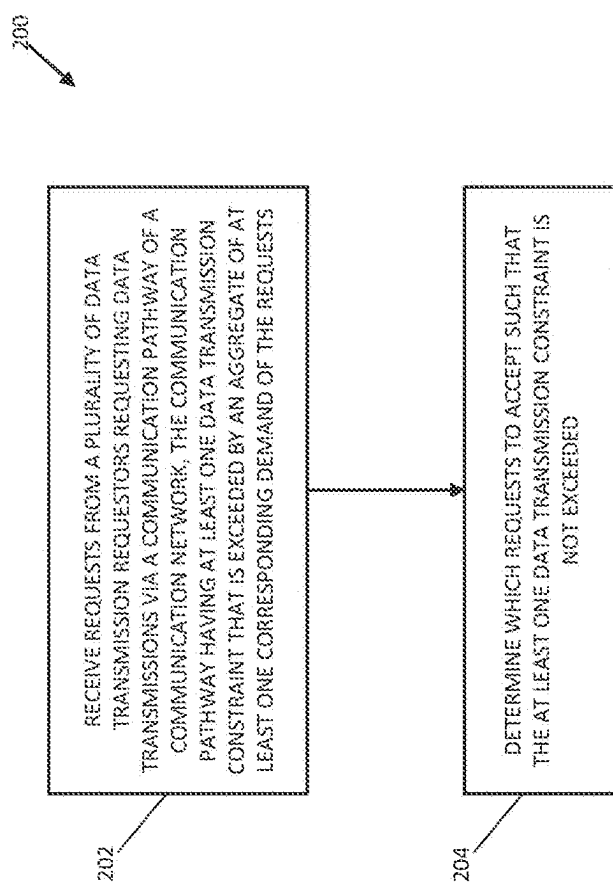 200
RECEIVE REQUESTS FROM A PLURALITY OF DATA
TRANSMISSION REQUESTORS REQUESTING DATA
TRANSMISSIONS VIA A COMMUNICATION PATHWAY OF A
COMMUNICATION NETWORK, THE COMMUNICATION
PATHWAY HAVING AT LEAST ONE DATA TRANSMISSION
CONSTRAINT THAT IS EXCEEDED BY AN AGGREGATE OF AT
LEAST ONE CORRESPONDING DEMAND OF THE REQUESTS
202
DETERMINE WHICH REQUESTS TO ACCEPT SUCH THAT
THE AT LEAST ONE DATA TRANSMISSION CONSTRAINT IS
NOT EXCEEDED
204